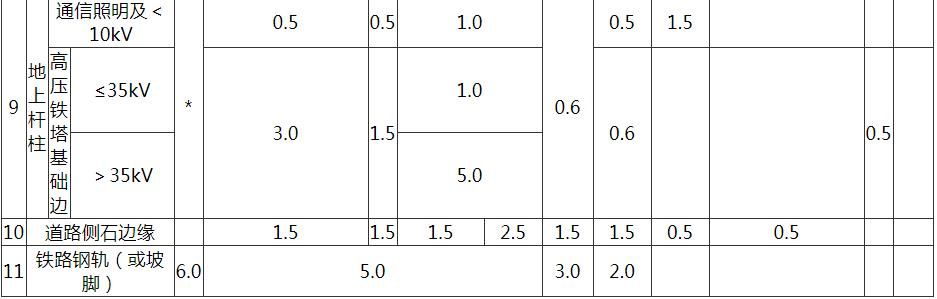 通信照明及＜ 0.5 0.5 1.0 0.5 1.5
10kV
9 地上杆柱 高压铁塔基础边 ≤35kV * 3.0 1.5 1.0 0.6 0.6 0.5
＞35kV 5.0
10 道路侧石边缘 1.5 1.5 1.5 2.5 1.5 1.5 0.5 0.5
11 铁路钢轨（或坡 6.0 5.0 3.0 2.0
脚）